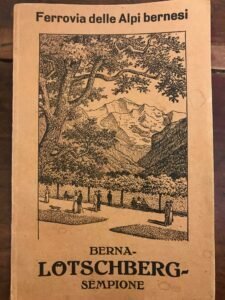 Ferrovia delle Alpi bernesi
BERNA-
LOTSCHBERG-
SEMPIONE